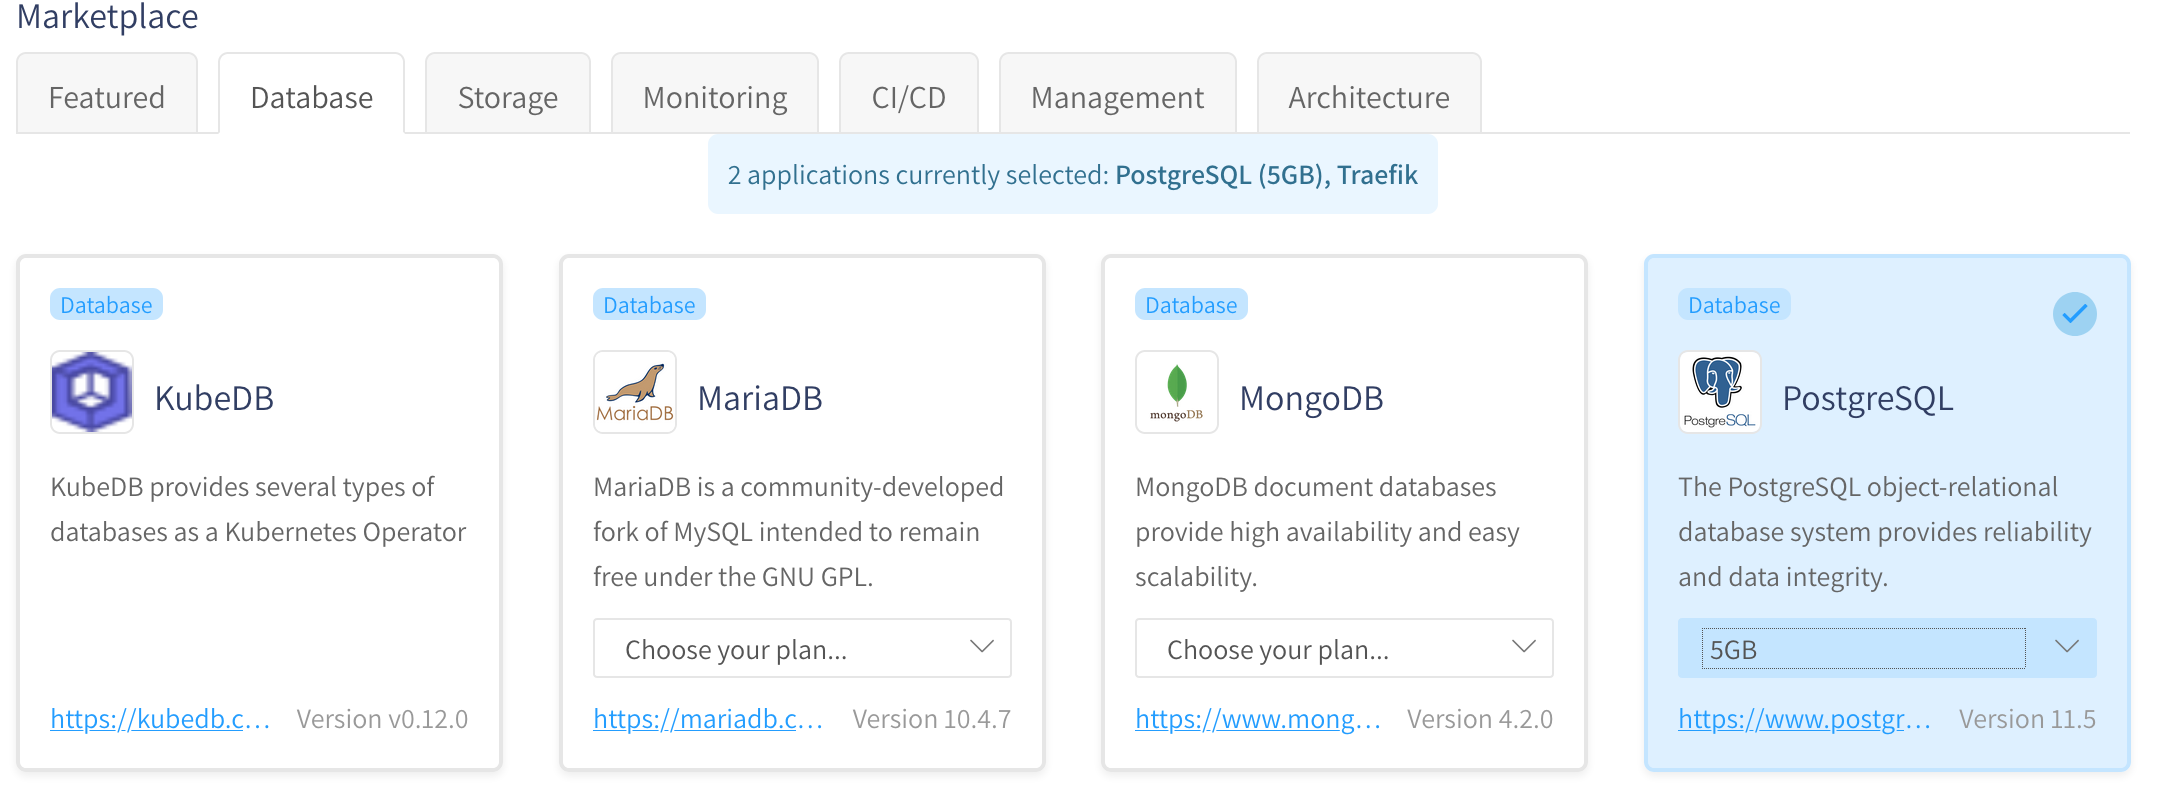 Marketplace
Featured
Database
Storage
Monitoring
CI/CD
Management
Architecture
2 applications currently selected: PostgreSQL (5GB), Traefik
Database
KubeDB
KubeDB provides several types of
databases as a Kubernetes Operator
https://kubedb.c...
Version v0.12.0
Database
MariaDB
MariaDB
MariaDB is a community-developed
fork of MySQL intended to remain
free under the GNU GPL.
Choose your plan...
https://mariadb.c...
Version 10.4.7
Database
mongoDB
MongoDB
MongoDB document databases
provide high availability and easy
scalability.
Choose your plan...
https://www.mong...
Version 4.2.0
Database
PostgreSQL
PostgreSQL
The PostgreSQL object-relational
database system provides reliability
and data integrity.
5GB
https://www.postgr...
Version 11.5